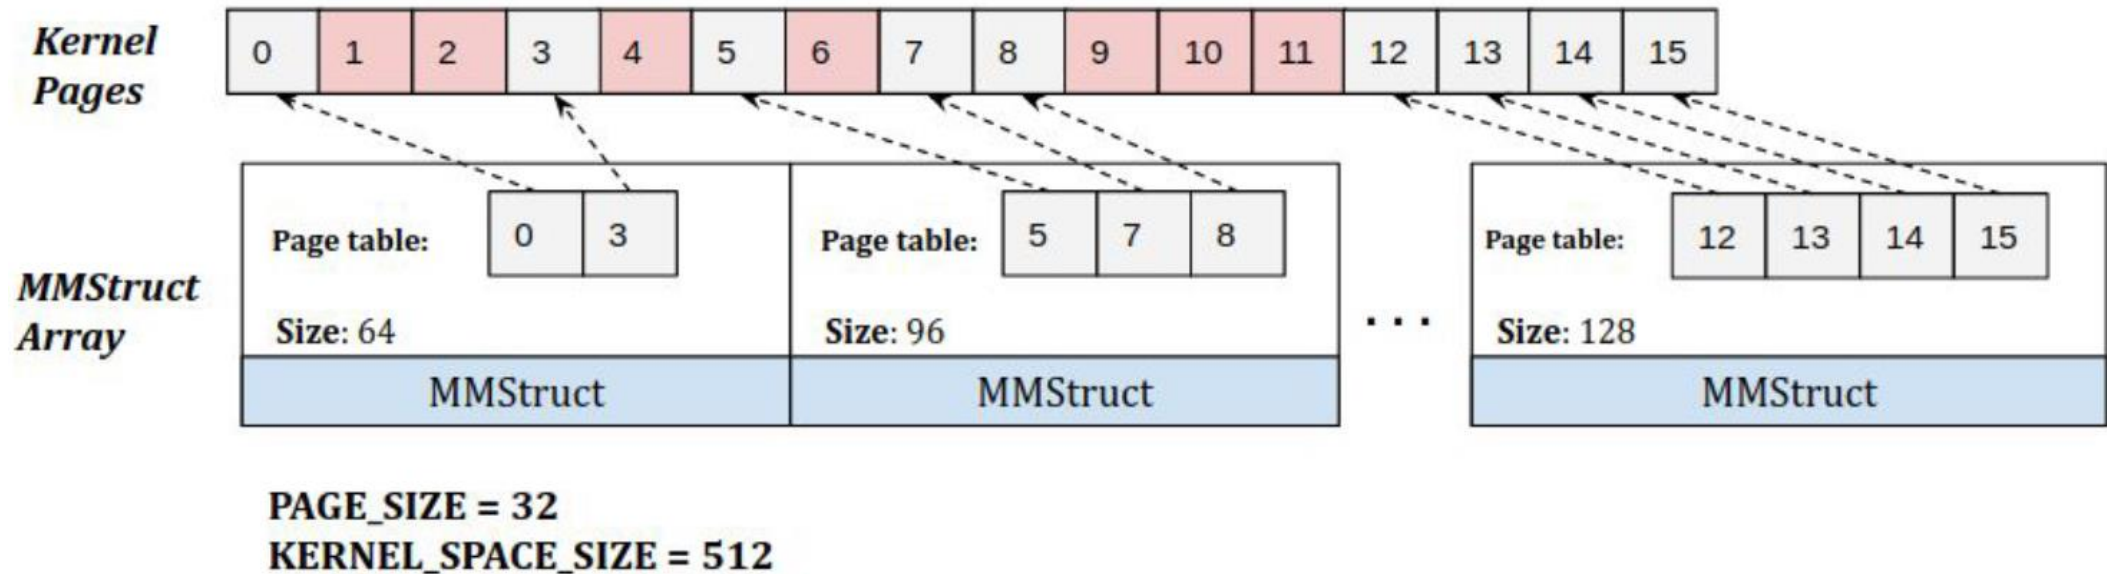 Kernel
Pages
0 1 2 3 4 5 6 7 8 9 10 11 12 13 14 15
MMStruct
Array
Page table: 0 3
Size: 64
MMStruct
Page table: 5 7 8
Size: 96
MMStruct
. . .
Page table: 12 13 14 15
Size: 128
MMStruct
PAGE_SIZE = 32
KERNEL_SPACE_SIZE = 512